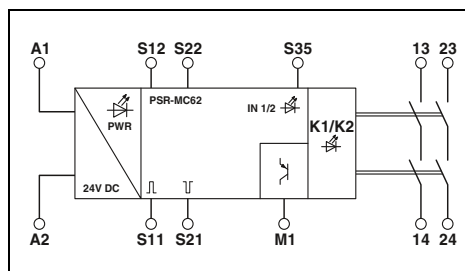 A1 S12 S22 S35 13 23
PSR-MC62
PWR IN 1/2 K1/K2
24V DC
A2 S11 S21 M1 14 24